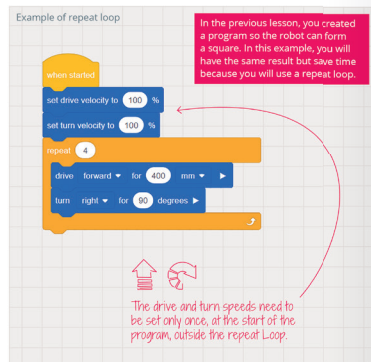 Example of repeat loop
In the previous lesson, you created
a program so the robot can form
a square. In this example, you will
have the same result but save time
because you will use a repeat loop.
when started
set drive velocity to 100 %
set turn velocity to 100 %
repeat 4
drive forward for 400 mm
turn right for 90 degrees
The drive and turn speeds need to
be set only once, at the start of the
program, outside the repeat Loop.